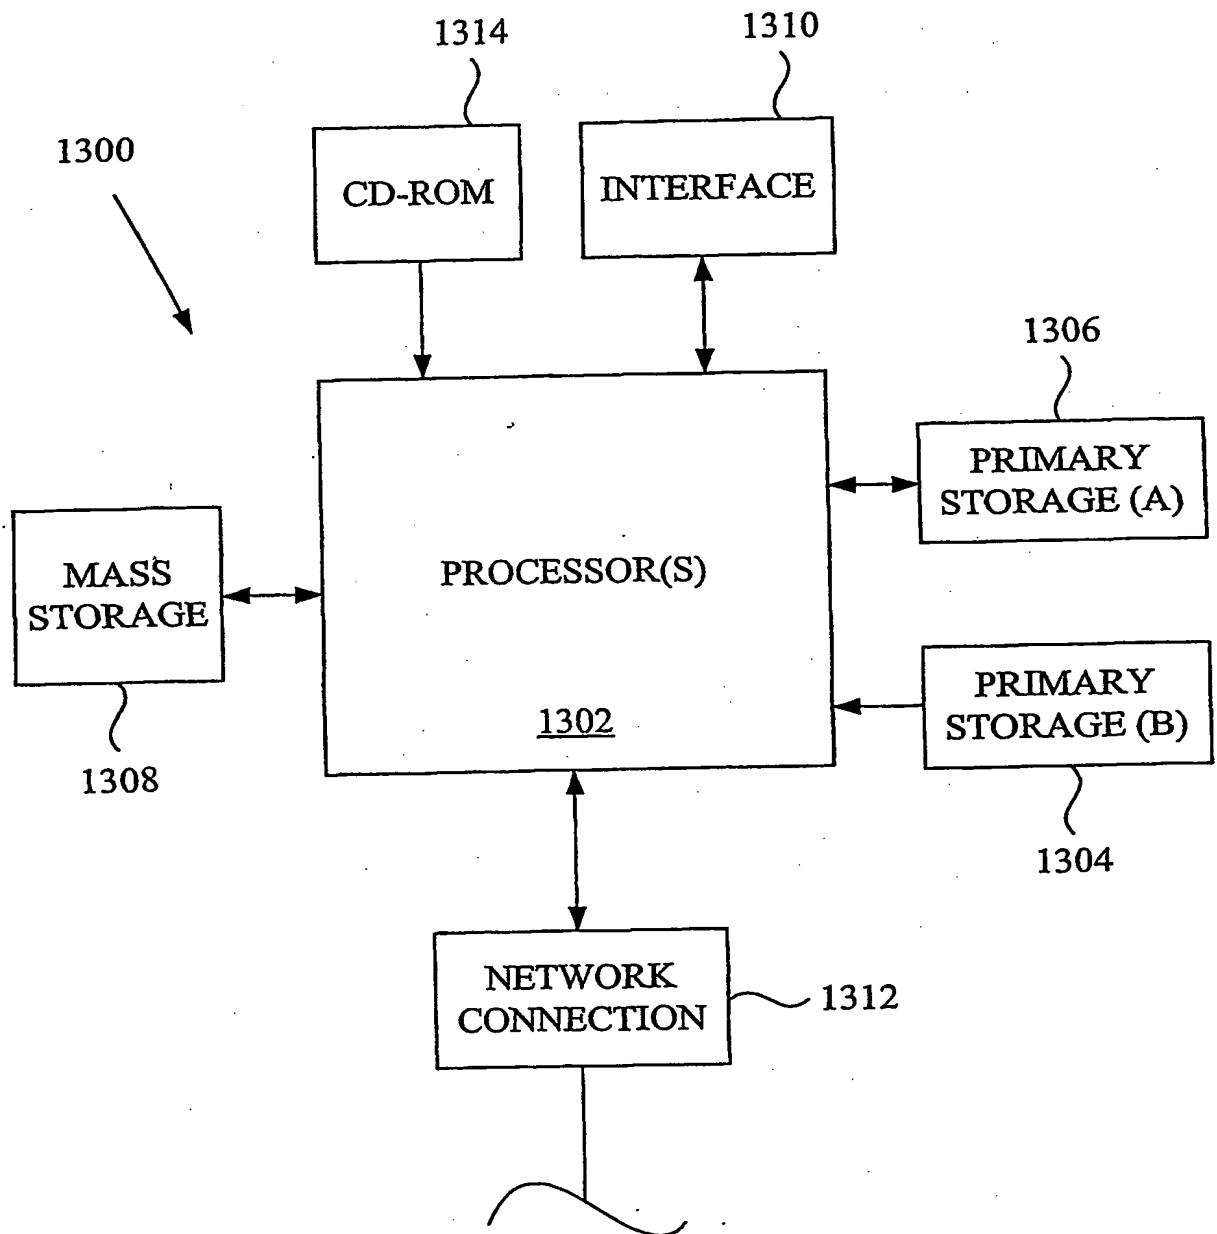 1314
1310
1300
CD-ROM
INTERFACE
1306
PRIMARY
STORAGE (A)
MASS
STORAGE
PROCESSOR(S)
1302
PRIMARY
STORAGE (B)
1308
1304
NETWORK
CONNECTION
1312